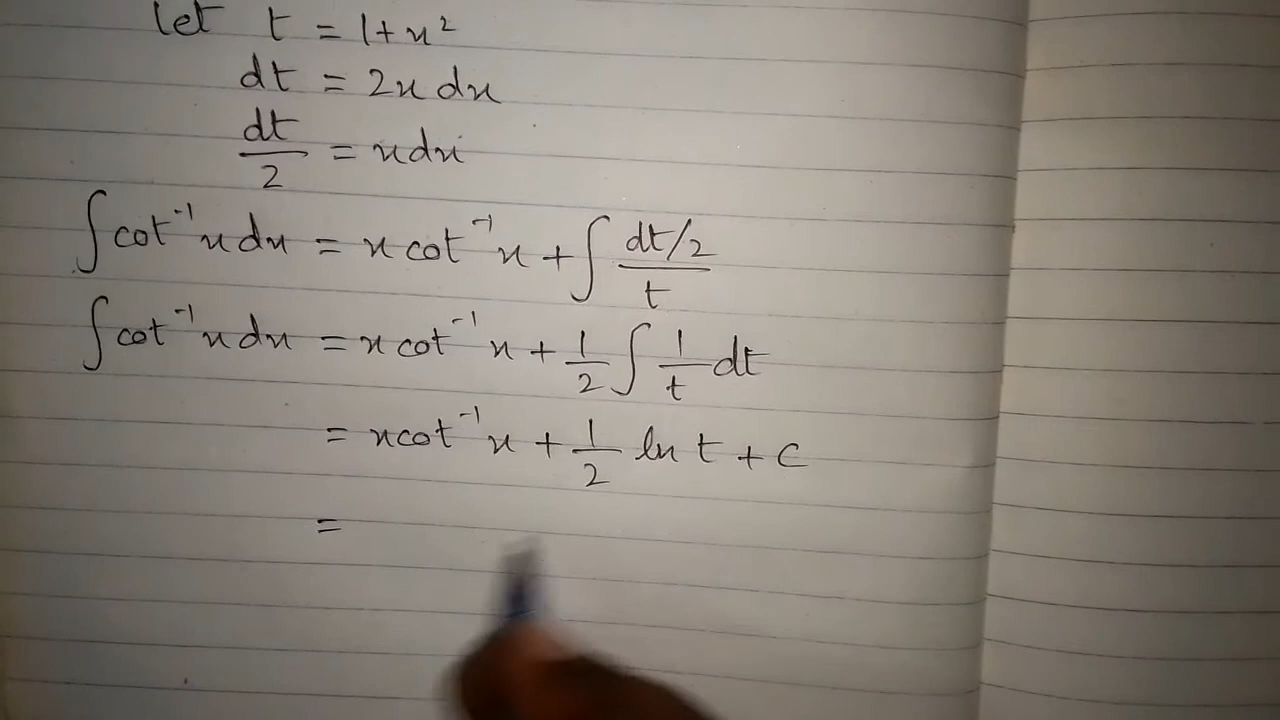 let t = 1+x²
dt = 2x dx
dt/2 = x dx
∫cot⁻¹x dx = x cot⁻¹x + ∫ (dt/2)/t
∫cot⁻¹x dx = x cot⁻¹x + 1/2 ∫ 1/t dt
= x cot⁻¹x + 1/2 ln t + c
=